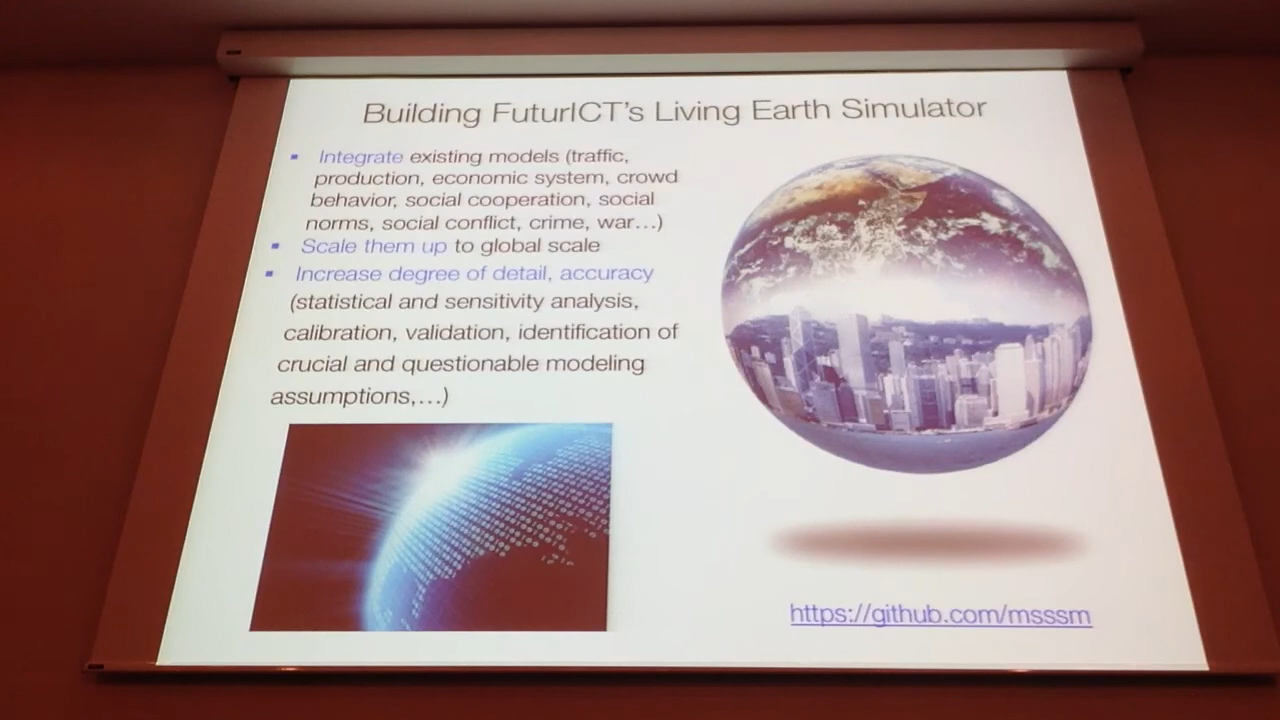 Building FuturICT's Living Earth Simulator
▪ Integrate existing models (traffic,
production, economic system, crowd
behavior, social cooperation, social
norms, social conflict, crime, war…)
▪ Scale them up to global scale
▪ Increase degree of detail, accuracy
(statistical and sensitivity analysis,
calibration, validation, identification of
crucial and questionable modeling
assumptions,…)
https://github.com/msssm